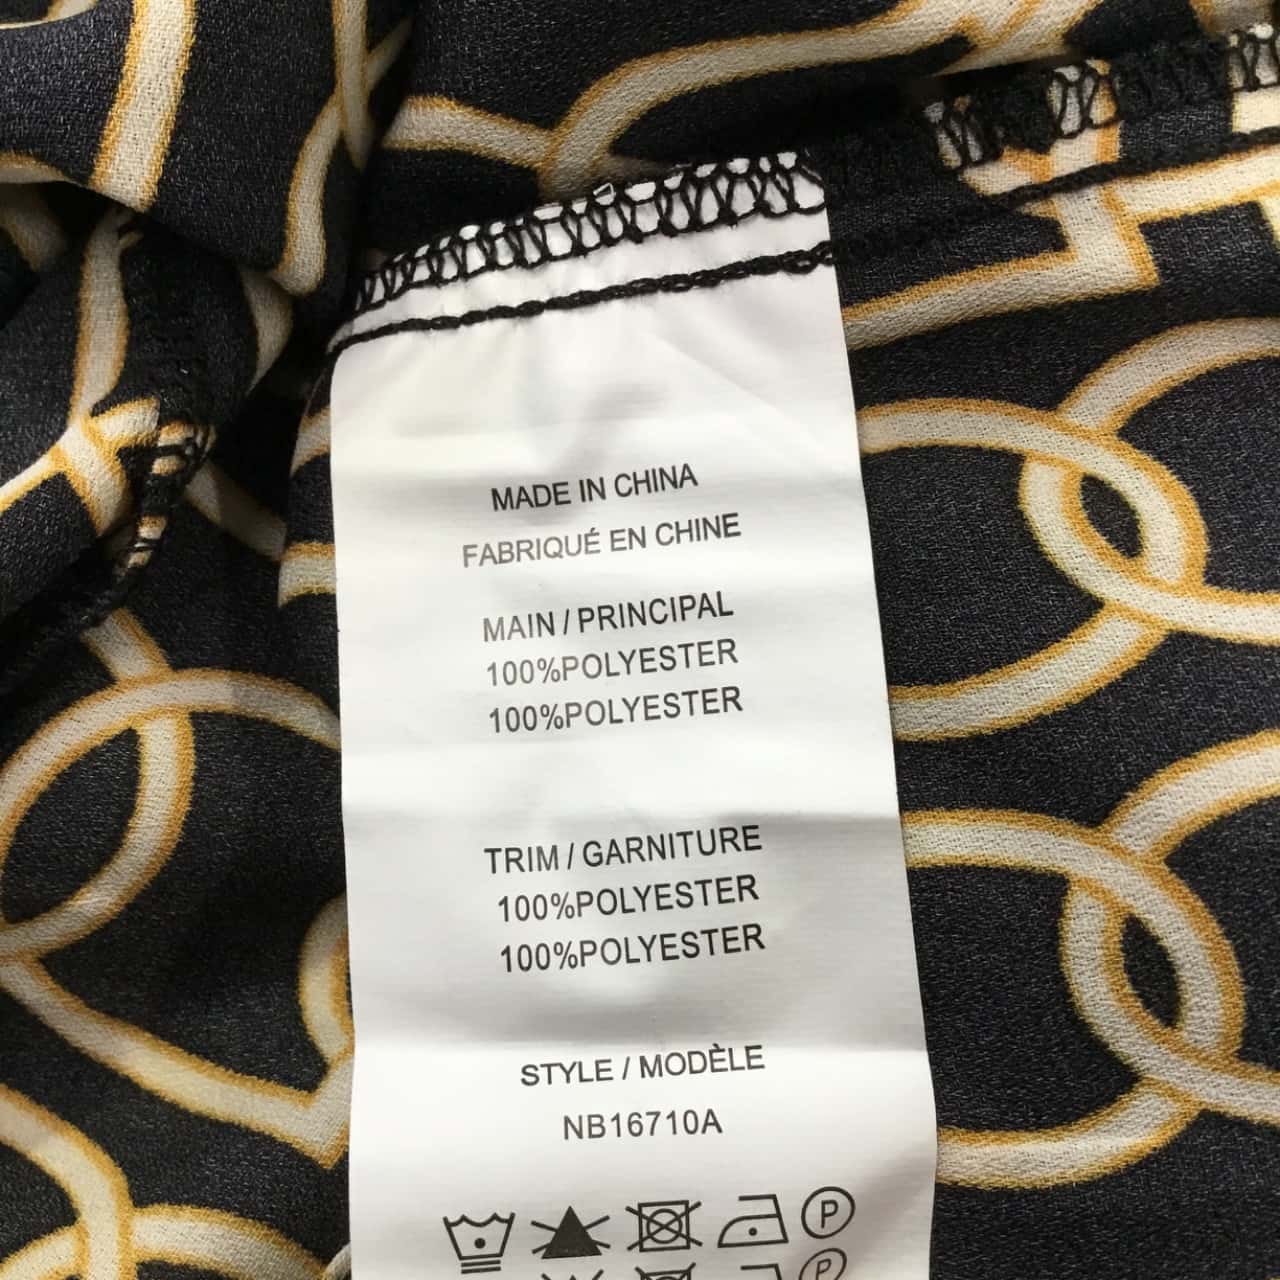 MADE IN CHINA
FABRIQUÉ EN CHINE
MAIN / PRINCIPAL
100%POLYESTER
100%POLYESTER
TRIM / GARNITURE
100%POLYESTER
100%POLYESTER
STYLE / MODÈLE
NB16710A
P
P